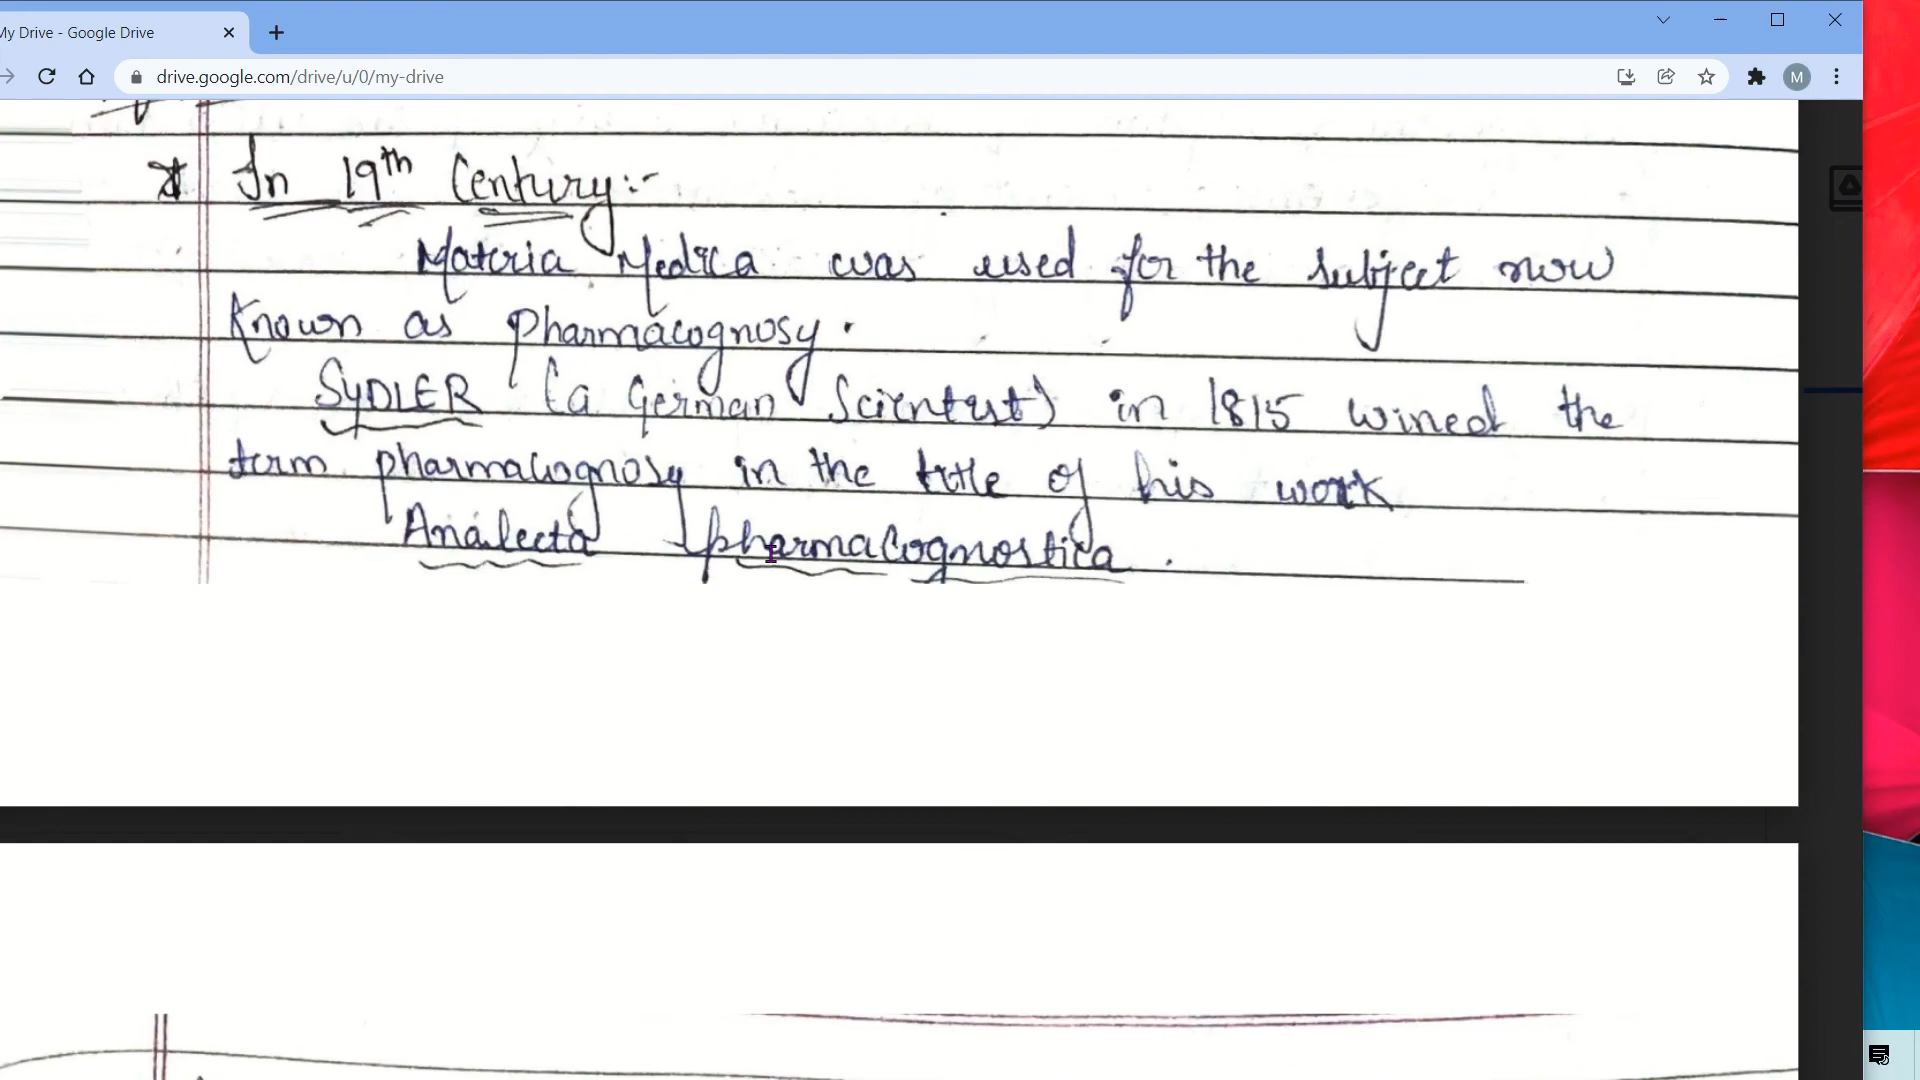 My Drive - Google Drive
drive.google.com/drive/u/0/my-drive
M
In 19th Century:-
Materia Medica was used for the subject now
Known as Pharmacognosy.
SYDLER (a German Scientist) in 1815 wined the
term pharmacognosy in the title of his work
Analecta pharmacognostica.